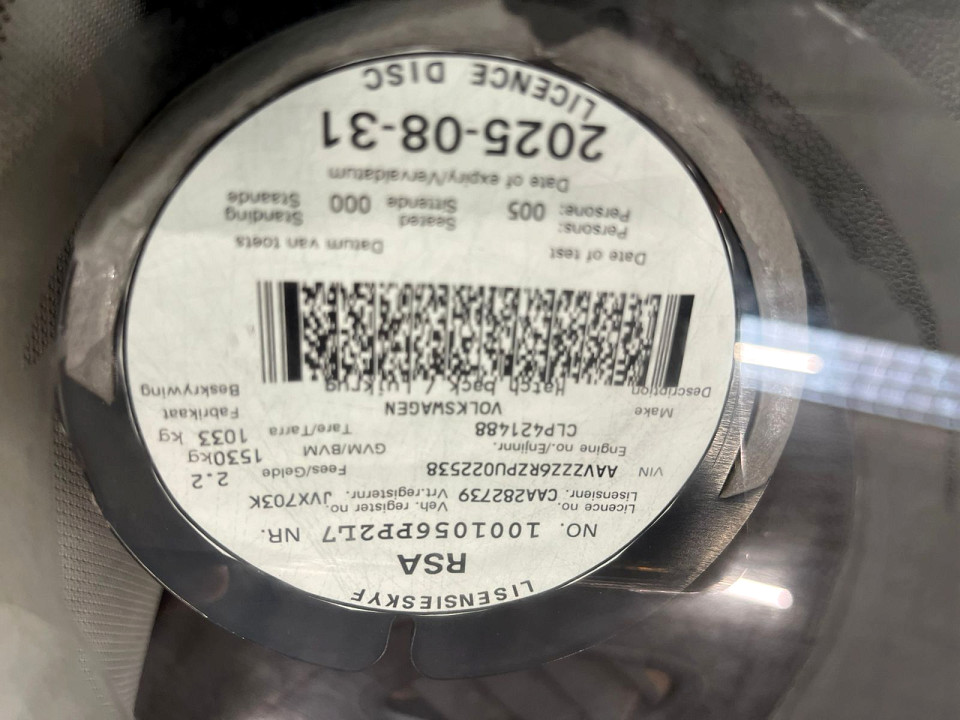 LISENSIESKYF
RSA
NO. 1001056PP2L7 NR.
Licence no. Veh. register no.
Lisensienr. CAA282739 Vrt.registernr. JVX703K
VIN AAVZZZ6RZPU022538 Fees/Gelde 2.2
Engine no./Enjinnr. GVM/BVM 1530kg
CLP421488 Tare/Tarra 1033 kg
Make VOLKSWAGEN Fabrikaat
Description Hatch back / Luikrug Beskrywing
Date of test Datum van toets
Persons: Seated Standing
Persone: 005 Sittende 000 Staande
Date of expiry/Vervaldatum
2025-08-31
LICENCE DISC